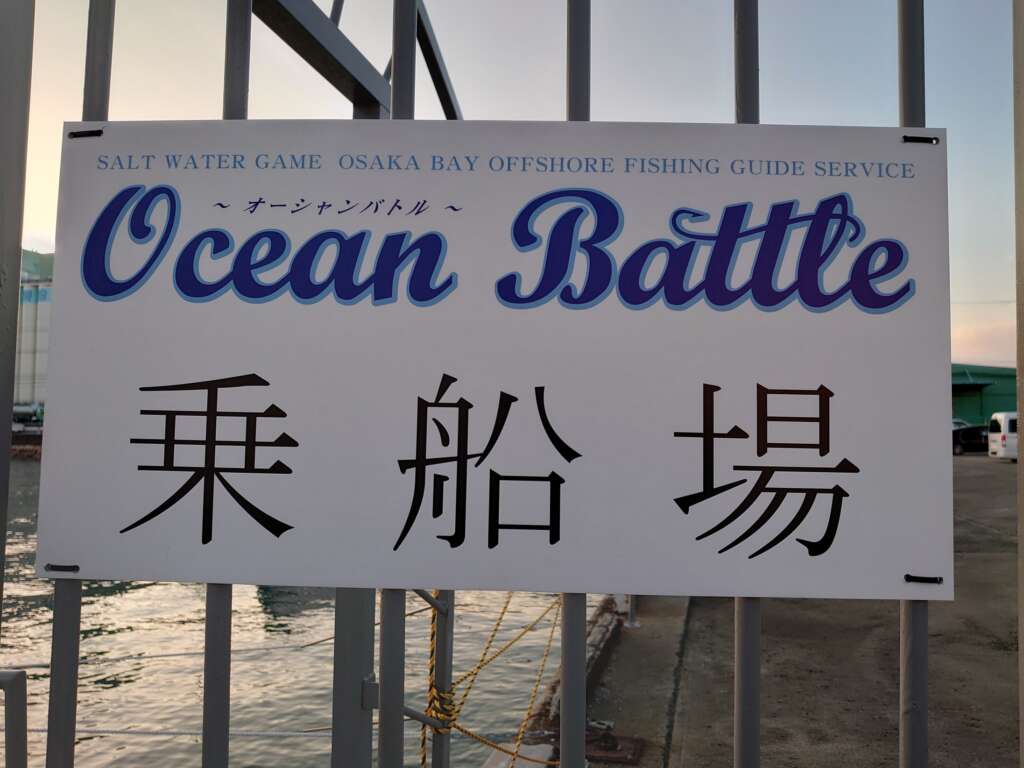 SALT WATER GAME OSAKA BAY OFFSHORE FISHING GUIDE SERVICE
～ オーシャンバトル ～
Ocean Battle
乗船場